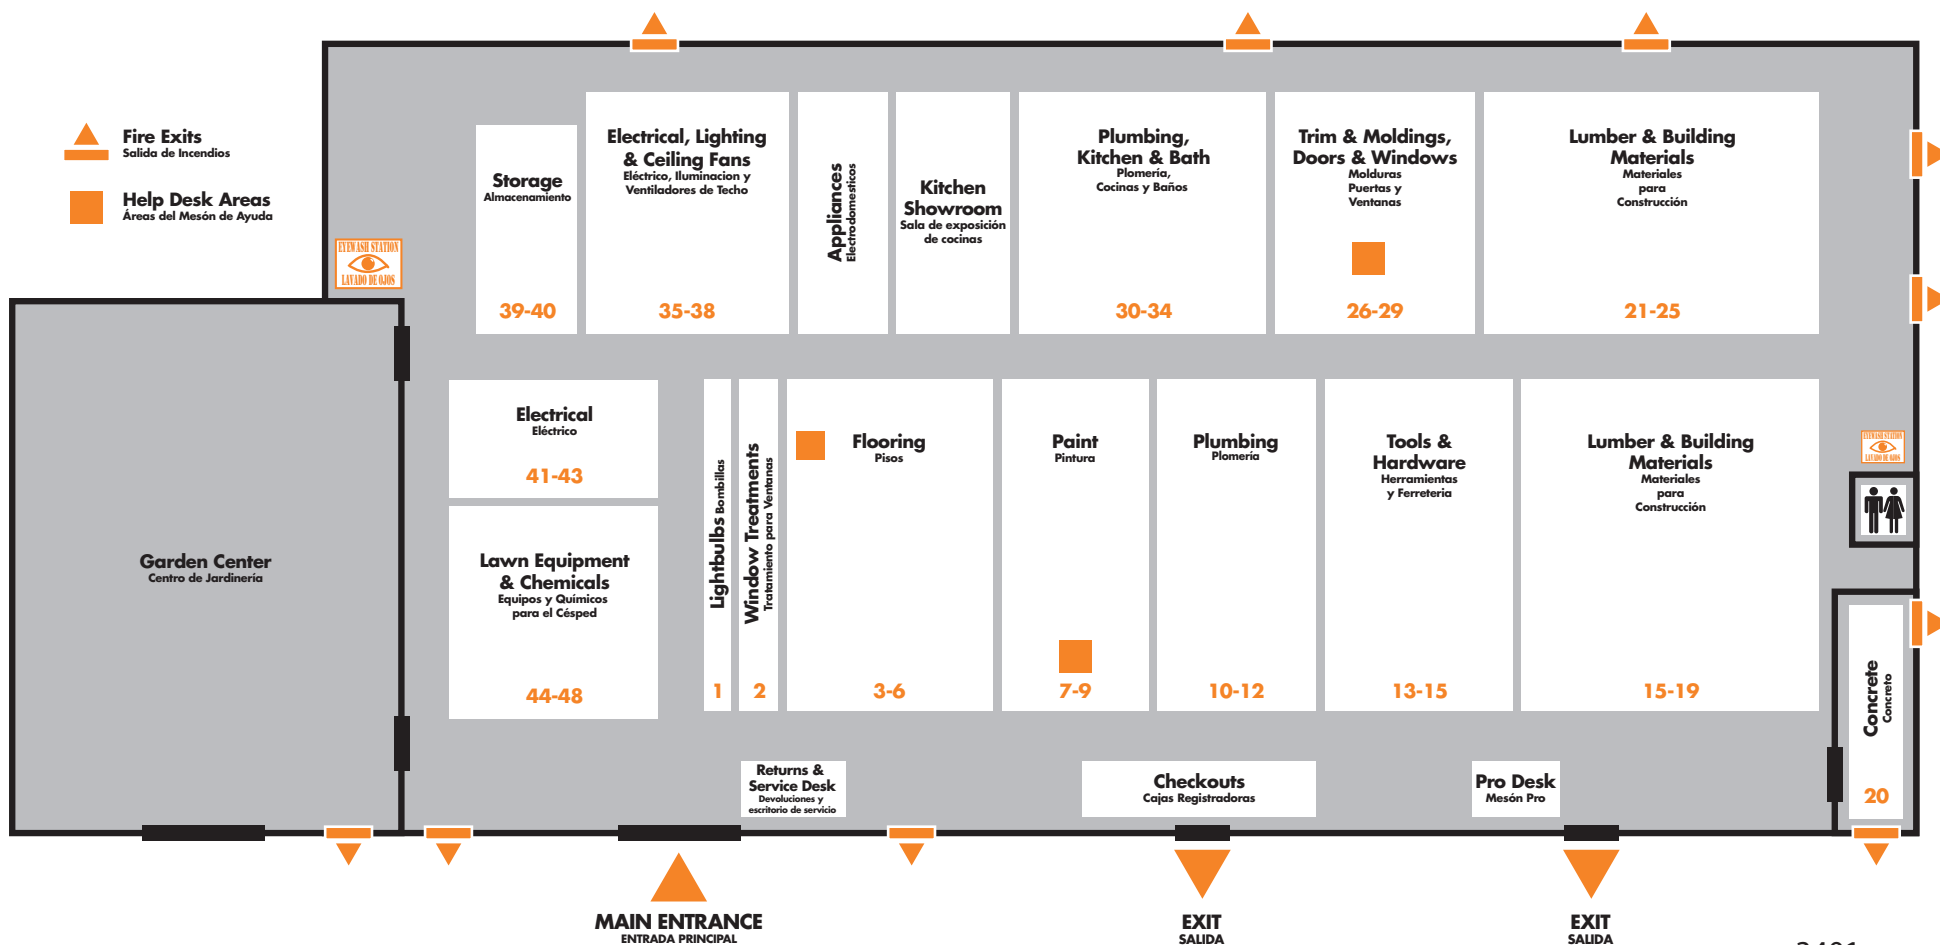 Fire Exits
Salida de Incendios
Help Desk Areas
Áreas del Mesón de Ayuda
EYEWASH STATION
LAVADO DE OJOS
Storage
Almacenamiento
39-40
Electrical, Lighting
& Ceiling Fans
Eléctrico, Iluminacion y
Ventiladores de Techo
35-38
Appliances
Electrodomesticos
Kitchen
Showroom
Sala de exposición
de cocinas
Plumbing,
Kitchen & Bath
Plomería,
Cocinas y Baños
30-34
Trim & Moldings,
Doors & Windows
Molduras
Puertas y
Ventanas
26-29
Lumber & Building
Materials
Materiales
para
Construcción
21-25
Garden Center
Centro de Jardinería
Electrical
Eléctrico
41-43
Lawn Equipment
& Chemicals
Equipos y Químicos
para el Césped
44-48
Lightbulbs Bombillas
1
Window Treatments
Tratamiento para Ventanas
2
Flooring
Pisos
3-6
Paint
Pintura
7-9
Plumbing
Plomería
10-12
Tools &
Hardware
Herramientas
y Ferreteria
13-15
Lumber & Building
Materials
Materiales
para
Construcción
15-19
EYEWASH STATION
LAVADO DE OJOS
Concrete
Concreto
20
Returns &
Service Desk
Devoluciones y
escritorio de servicio
Checkouts
Cajas Registradoras
Pro Desk
Mesón Pro
MAIN ENTRANCE
ENTRADA PRINCIPAL
EXIT
SALIDA
EXIT
SALIDA